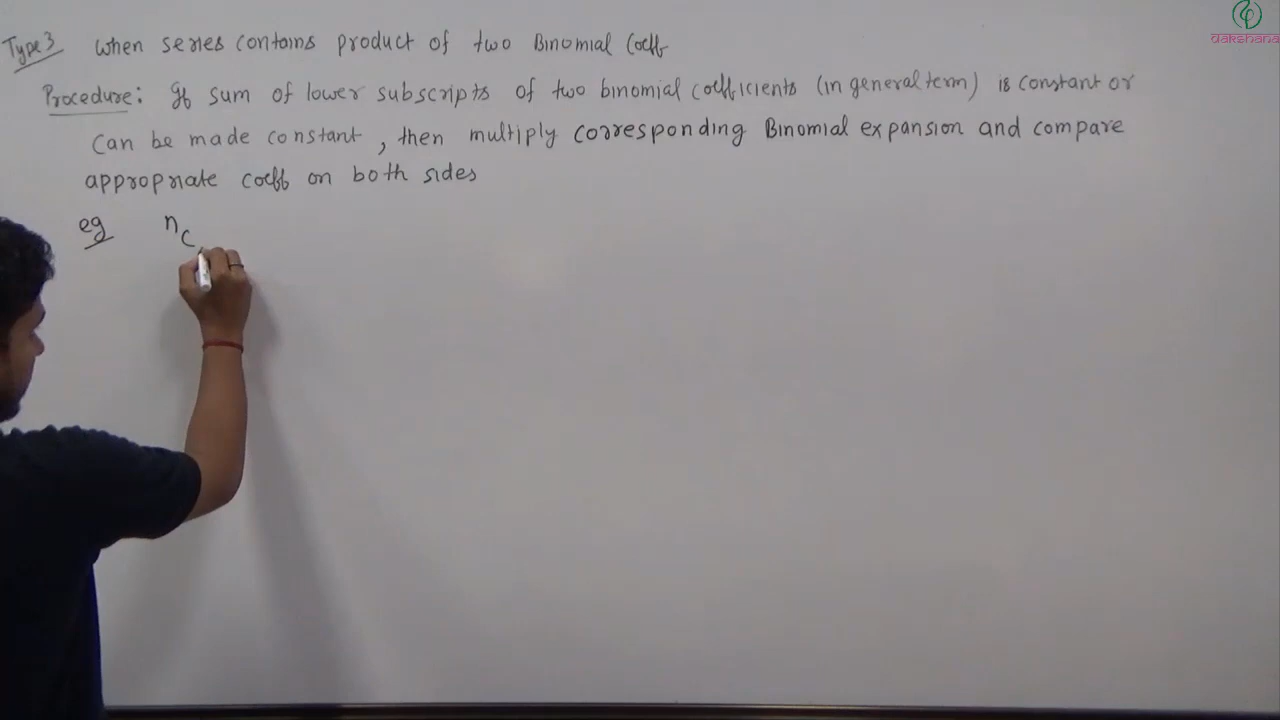 Type 3 When series contains product of two Binomial Coeff
Procedure: If sum of lower subscripts of two binomial coefficients (in general term) is constant or
can be made constant, then multiply corresponding Binomial expansion and compare
appropriate coeff on both sides
eg nC
dakshana